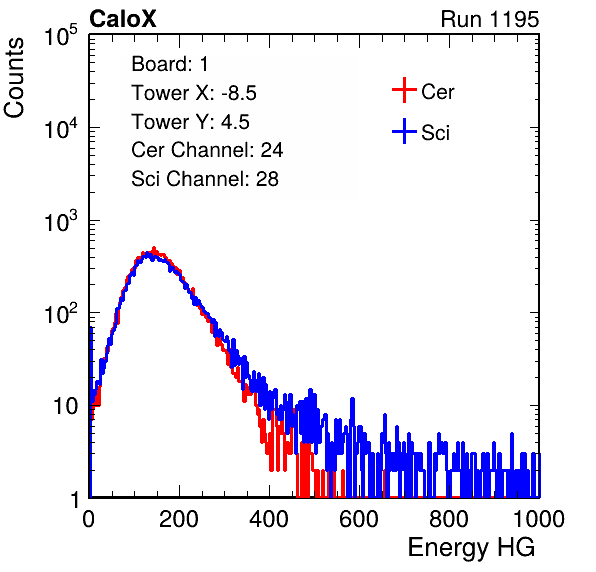 CaloX Run 1195
Counts
Board: 1
Tower X: -8.5
Tower Y: 4.5
Cer Channel: 24
Sci Channel: 28
Cer
Sci
10^5
10^4
10^3
10^2
10
1
0 200 400 600 800 1000
Energy HG